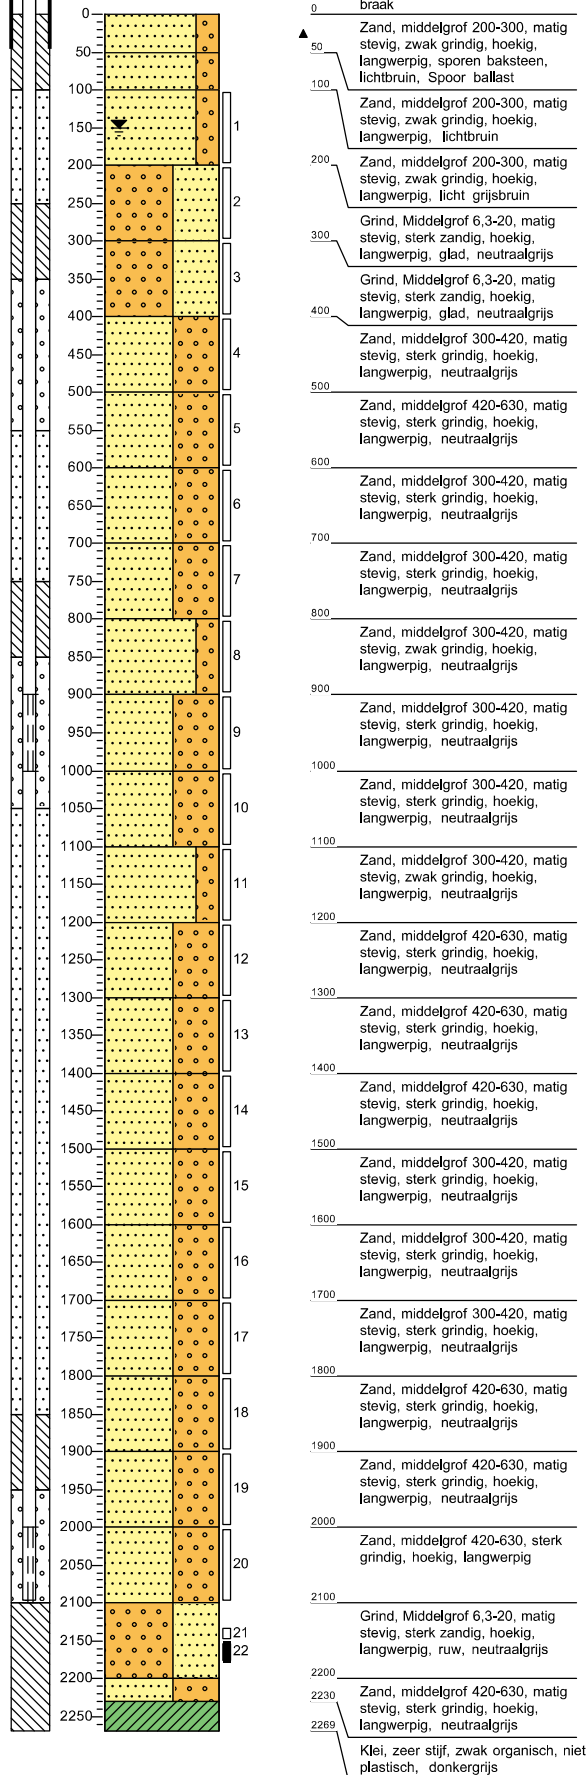 braak
0
Zand, middelgrof 200-300, matig
stevig, zwak grindig, hoekig,
langwerpig, sporen baksteen,
lichtbruin, Spoor ballast
50
Zand, middelgrof 200-300, matig
stevig, zwak grindig, hoekig,
langwerpig, lichtbruin
100
Zand, middelgrof 200-300, matig
stevig, zwak grindig, hoekig,
langwerpig, licht grijsbruin
200
Grind, Middelgrof 6,3-20, matig
stevig, sterk zandig, hoekig,
langwerpig, glad, neutraalgrijs
300
Grind, Middelgrof 6,3-20, matig
stevig, sterk zandig, hoekig,
langwerpig, glad, neutraalgrijs
400
Zand, middelgrof 300-420, matig
stevig, sterk grindig, hoekig,
langwerpig, neutraalgrijs
500
Zand, middelgrof 420-630, matig
stevig, sterk grindig, hoekig,
langwerpig, neutraalgrijs
600
Zand, middelgrof 300-420, matig
stevig, sterk grindig, hoekig,
langwerpig, neutraalgrijs
700
Zand, middelgrof 300-420, matig
stevig, sterk grindig, hoekig,
langwerpig, neutraalgrijs
800
Zand, middelgrof 300-420, matig
stevig, zwak grindig, hoekig,
langwerpig, neutraalgrijs
900
Zand, middelgrof 300-420, matig
stevig, sterk grindig, hoekig,
langwerpig, neutraalgrijs
1000
Zand, middelgrof 300-420, matig
stevig, sterk grindig, hoekig,
langwerpig, neutraalgrijs
1100
Zand, middelgrof 300-420, matig
stevig, zwak grindig, hoekig,
langwerpig, neutraalgrijs
1200
Zand, middelgrof 420-630, matig
stevig, sterk grindig, hoekig,
langwerpig, neutraalgrijs
1300
Zand, middelgrof 420-630, matig
stevig, sterk grindig, hoekig,
langwerpig, neutraalgrijs
1400
Zand, middelgrof 420-630, matig
stevig, sterk grindig, hoekig,
langwerpig, neutraalgrijs
1500
Zand, middelgrof 300-420, matig
stevig, sterk grindig, hoekig,
langwerpig, neutraalgrijs
1600
Zand, middelgrof 300-420, matig
stevig, sterk grindig, hoekig,
langwerpig, neutraalgrijs
1700
Zand, middelgrof 300-420, matig
stevig, sterk grindig, hoekig,
langwerpig, neutraalgrijs
1800
Zand, middelgrof 420-630, matig
stevig, sterk grindig, hoekig,
langwerpig, neutraalgrijs
1900
Zand, middelgrof 420-630, matig
stevig, sterk grindig, hoekig,
langwerpig, neutraalgrijs
2000
Zand, middelgrof 420-630, sterk
grindig, hoekig, langwerpig
2100
Grind, Middelgrof 6,3-20, matig
stevig, sterk zandig, hoekig,
langwerpig, ruw, neutraalgrijs
2200
Zand, middelgrof 420-630, matig
stevig, sterk grindig, hoekig,
langwerpig, neutraalgrijs
2230
2269
Klei, zeer stijf, zwak organisch, niet
plastisch, donkergrijs
0
50
100
150
200
250
300
350
400
450
500
550
600
650
700
750
800
850
900
950
1000
1050
1100
1150
1200
1250
1300
1350
1400
1450
1500
1550
1600
1650
1700
1750
1800
1850
1900
1950
2000
2050
2100
2150
2200
2250
1
2
3
4
5
6
7
8
9
10
11
12
13
14
15
16
17
18
19
20
21
22